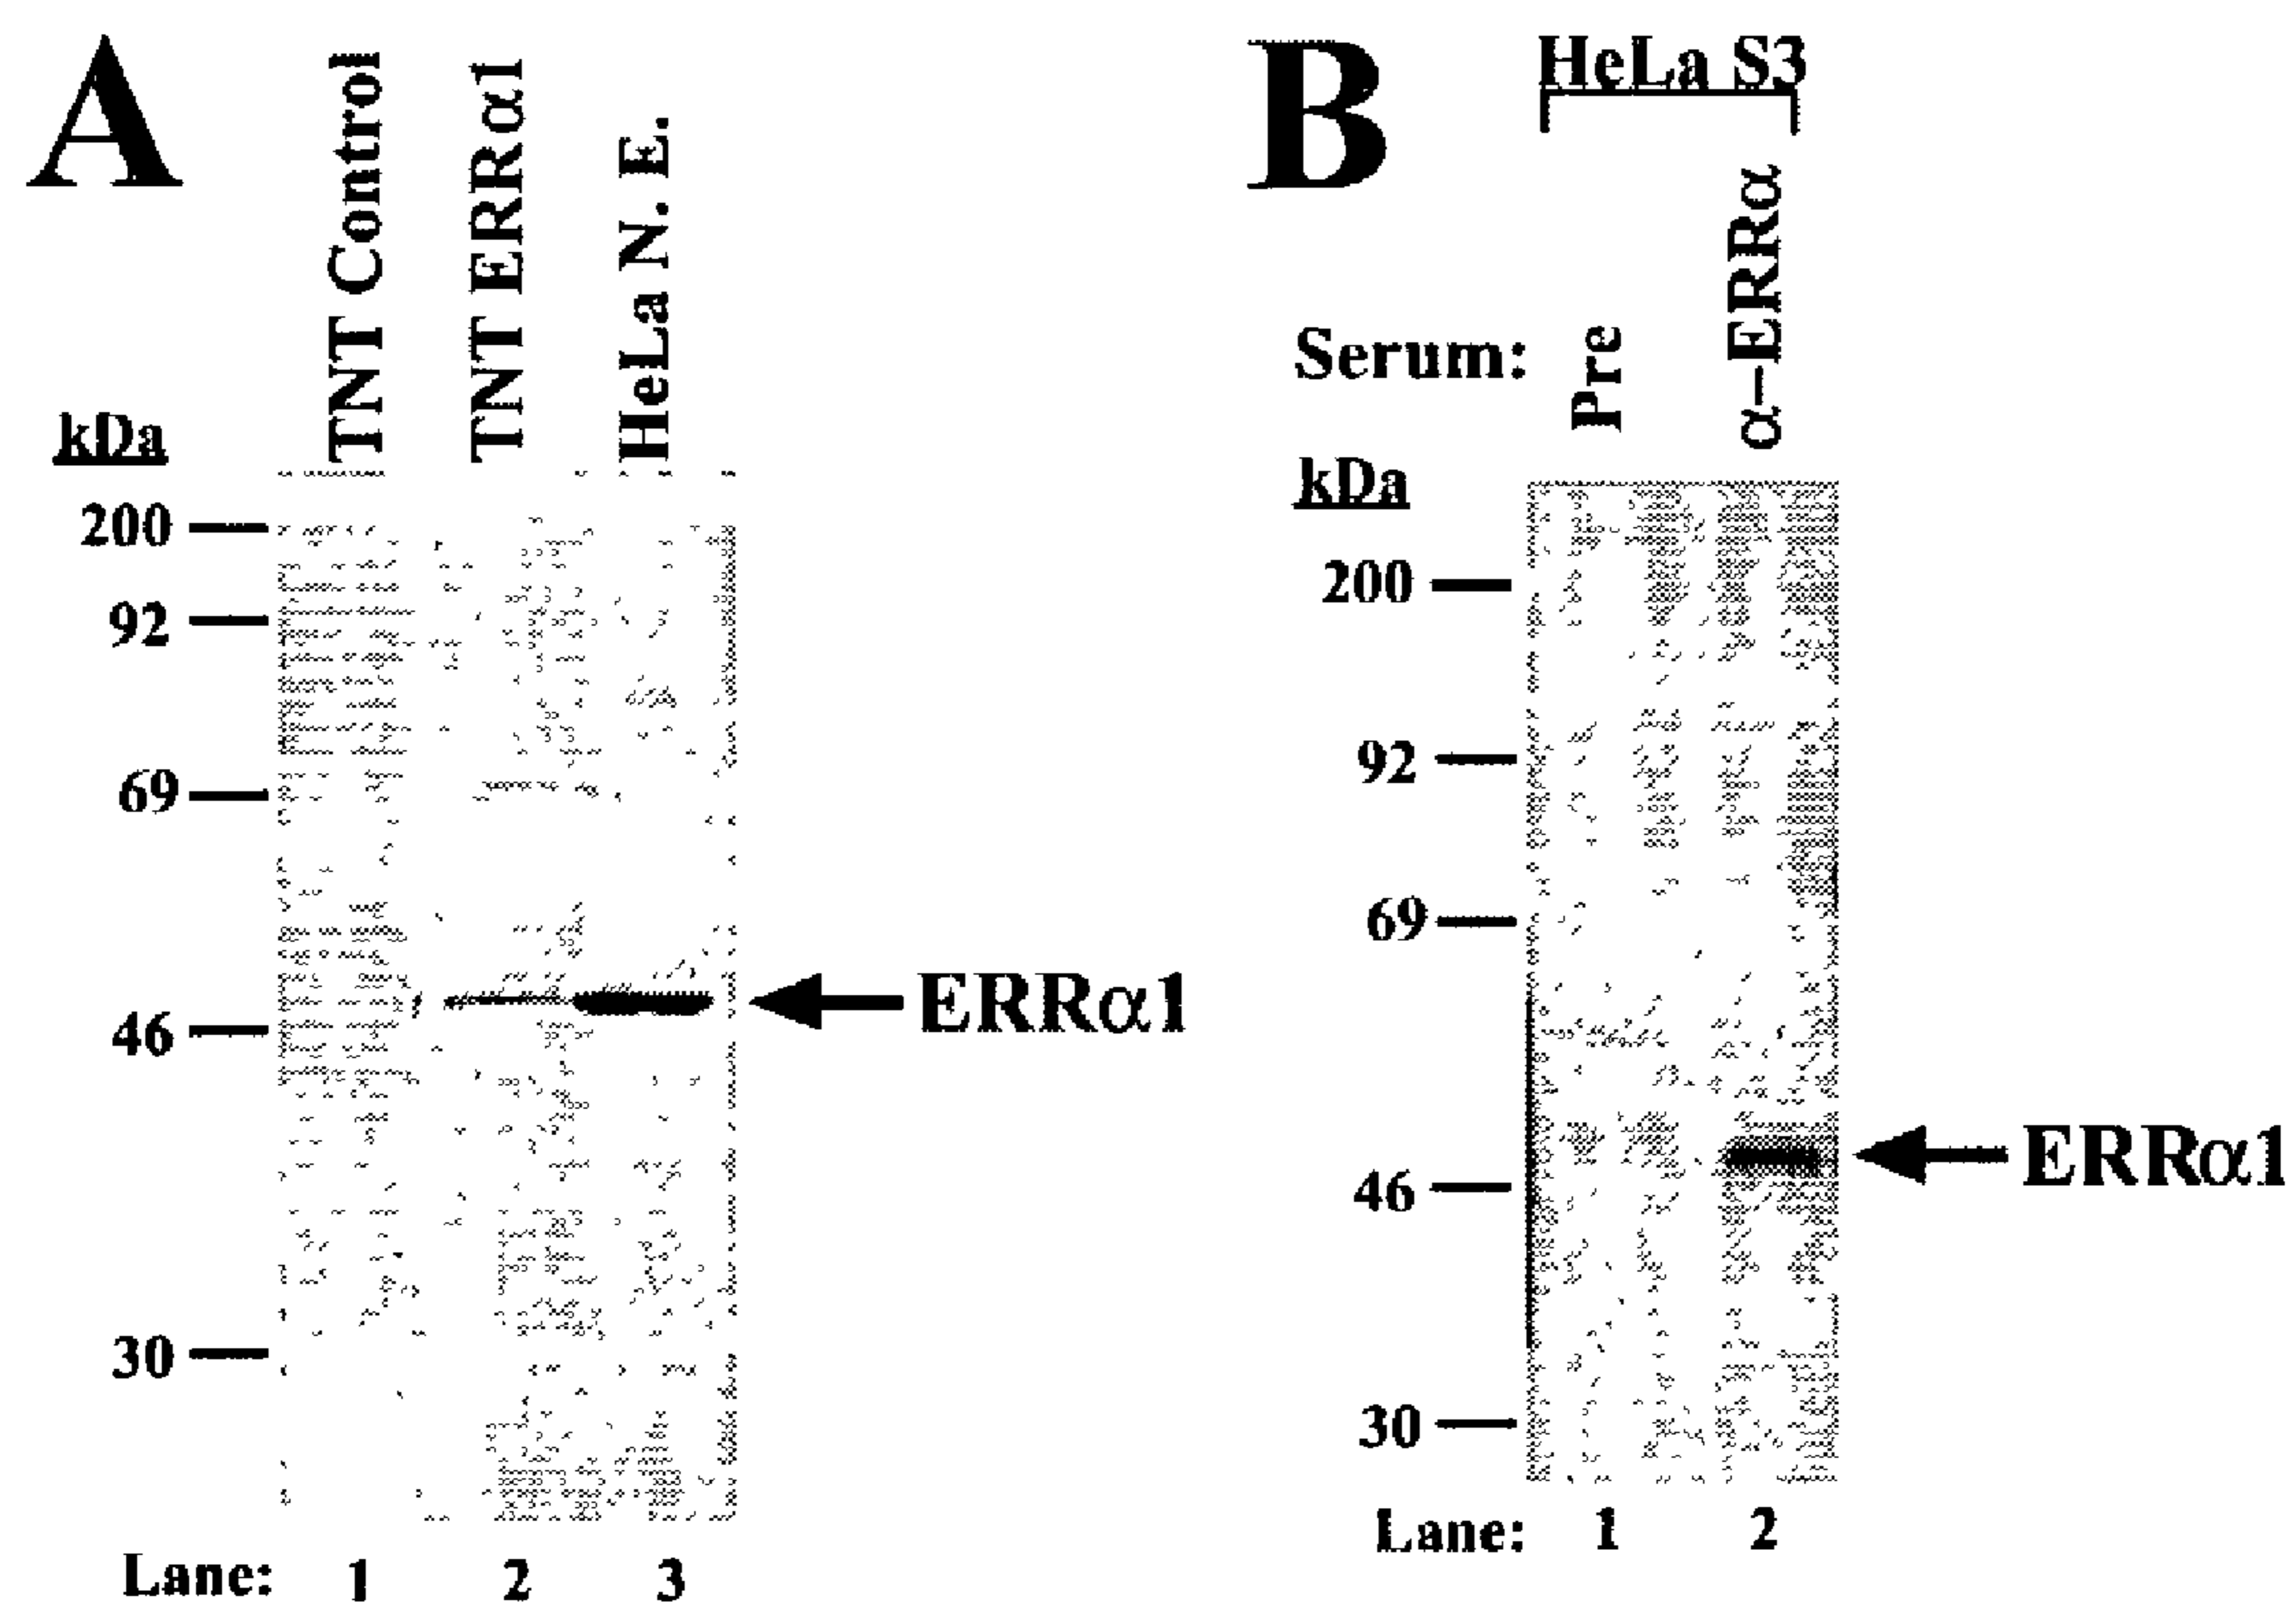 A
TNT Control
TNT ERRα1
HeLa N. E.
kDa
200
92
69
46
30
ERRα1
Lane: 1 2 3
B
HeLa S3
Serum: Pre α-ERRα
kDa
200
92
69
46
30
ERRα1
Lane: 1 2